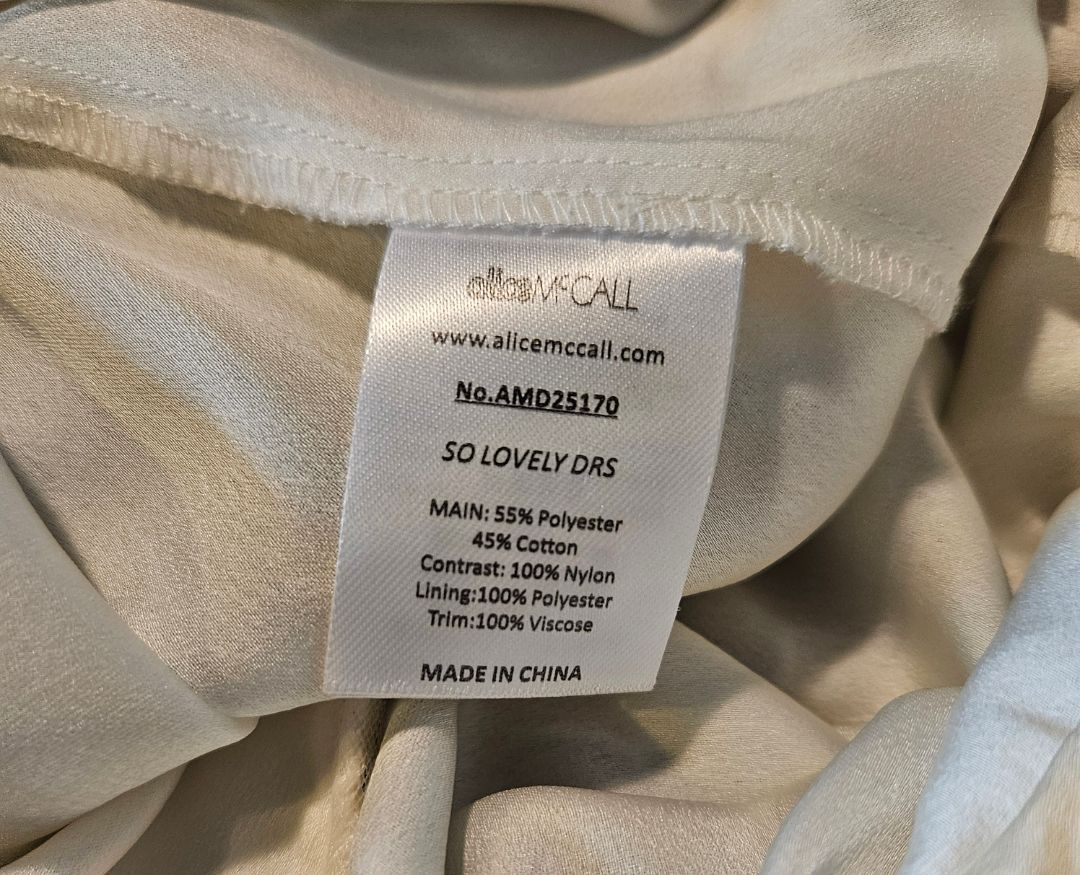 aliceMcCALL
www.alicemccall.com
No.AMD25170
SO LOVELY DRS
MAIN: 55% Polyester
45% Cotton
Contrast: 100% Nylon
Lining:100% Polyester
Trim:100% Viscose
MADE IN CHINA